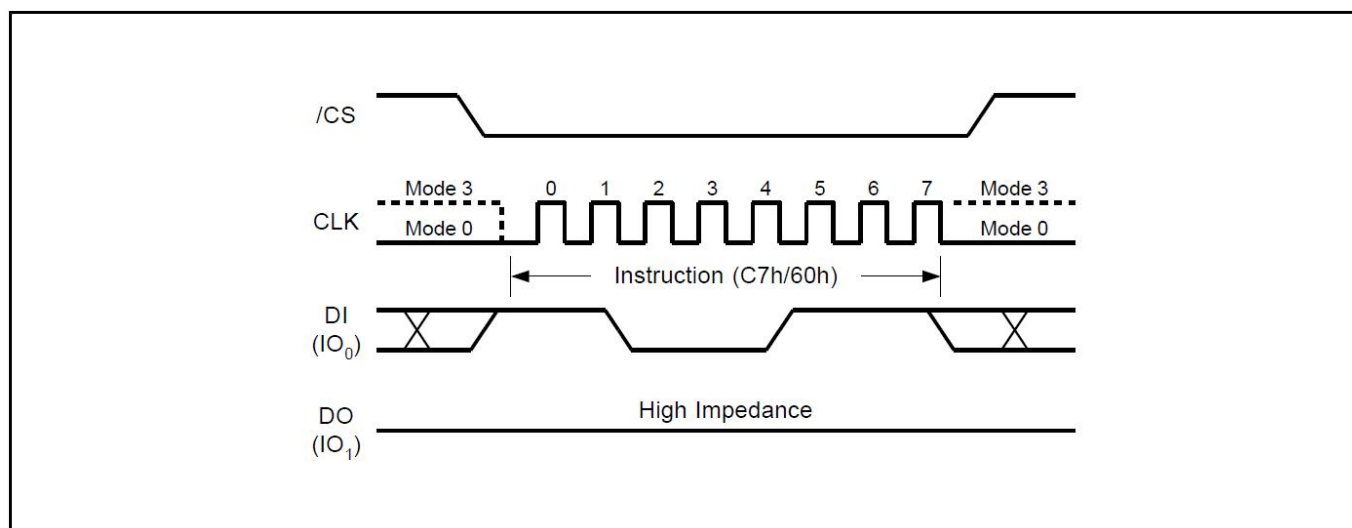 /CS
Mode 3 0 1 2 3 4 5 6 7 Mode 3
CLK
Mode 0 Mode 0
Instruction (C7h/60h)
DI
(IO₀)
High Impedance
DO
(IO₁)